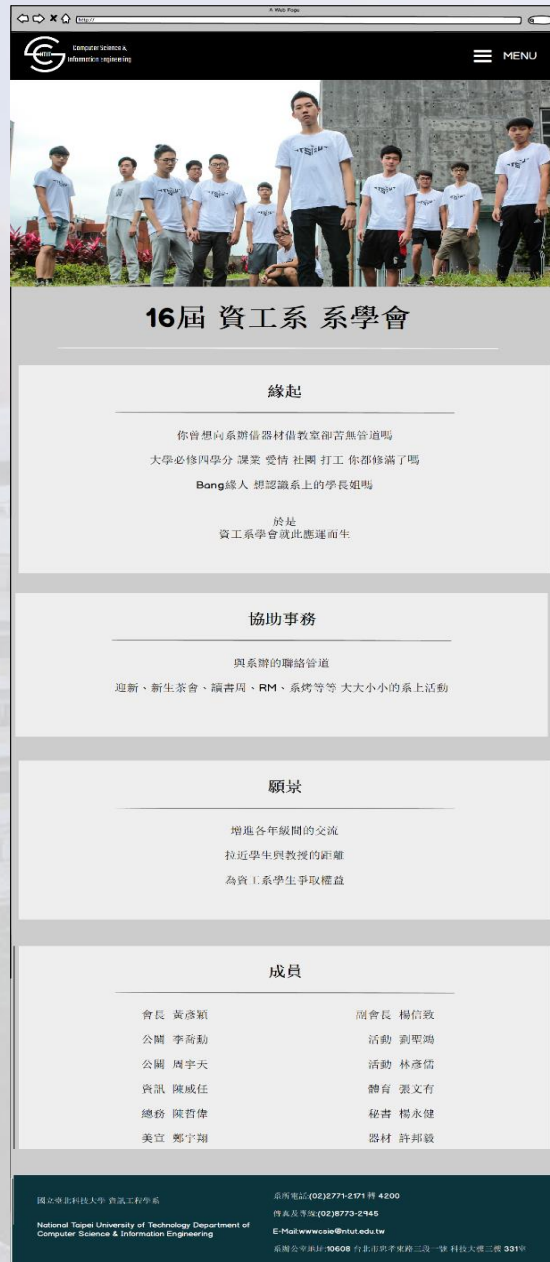 A Web Page
http://
NTUT
Computer Science &
Information engineering
MENU
16屆 資工系 系學會
緣起
你曾想向系辦借器材借教室卻苦無管道嗎
大學必修四學分 課業 愛情 社團 打工 你都修滿了嗎
Bang緣人 想認識系上的學長姐嗎
於是
資工系學會就此應運而生
協助事務
與系辦的聯絡管道
迎新、新生茶會、讀書周、RM、系烤等等 大大小小的系上活動
願景
增進各年級間的交流
拉近學生與教授的距離
為資工系學生爭取權益
成員
會長 黃彥穎 副會長 楊信致
公關 李喬勳 活動 劉聖鴻
公關 周宇天 活動 林彥儒
資訊 陳威任 體育 張文有
總務 陳哲偉 秘書 楊永健
美宣 鄭宇翔 器材 許邦毅
國立臺北科技大學 資訊工程學系
National Taipei University of Technology Department of
Computer Science & Information Engineering
系所電話:(02)2771-2171 轉 4200
傳真及專線:(02)8773-2945
E-Mail:wwwcsie@ntut.edu.tw
系辦公室地址:10608 台北市忠孝東路三段一號 科技大樓三樓 331室